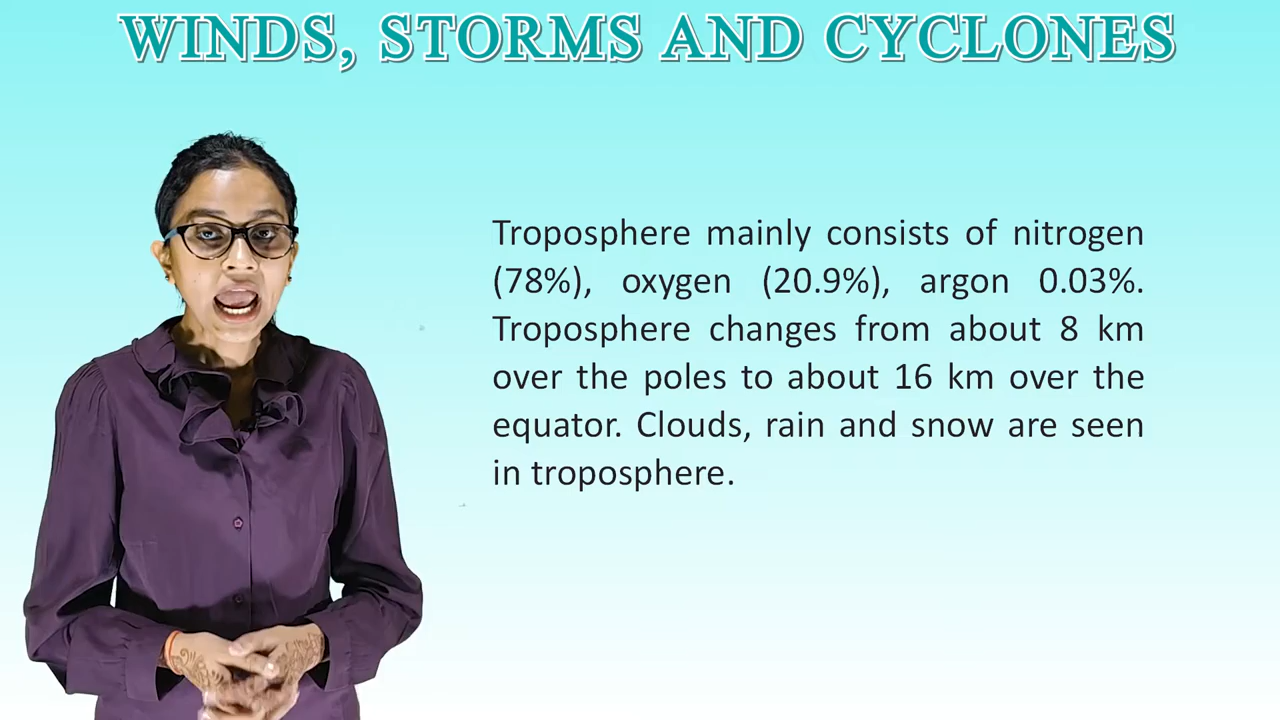 WINDS, STORMS AND CYCLONES
Troposphere mainly consists of nitrogen
(78%), oxygen (20.9%), argon 0.03%.
Troposphere changes from about 8 km
over the poles to about 16 km over the
equator. Clouds, rain and snow are seen
in troposphere.